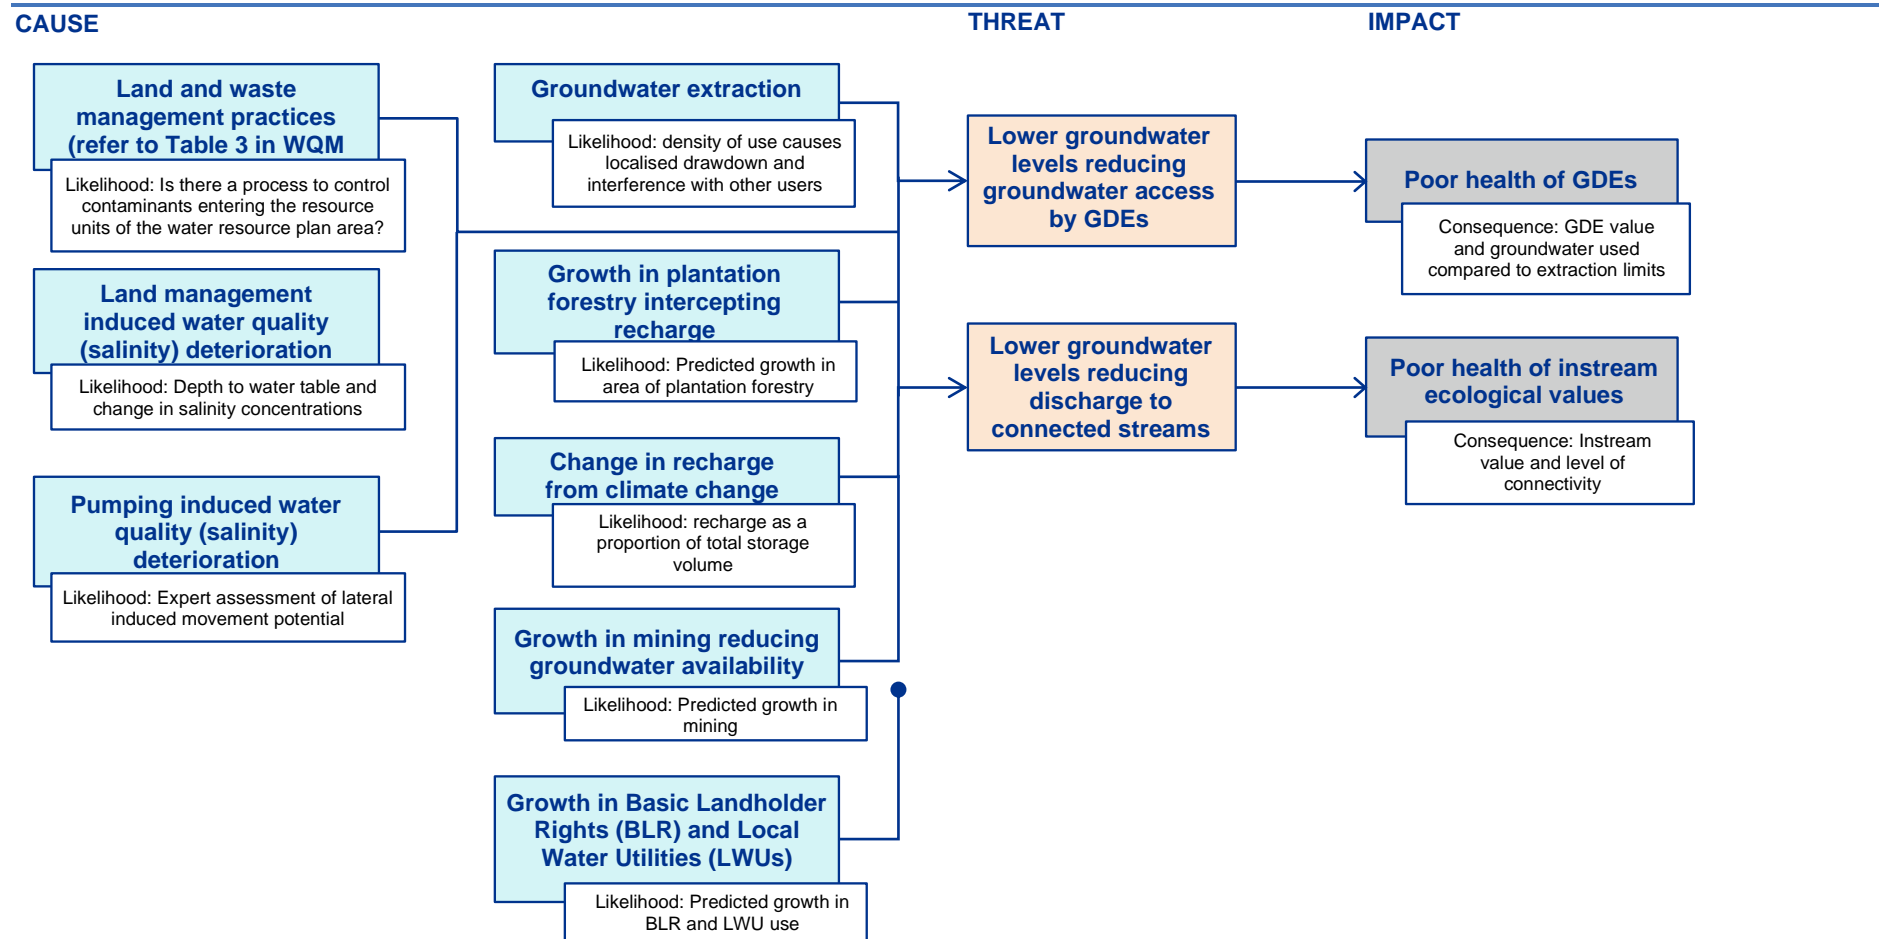 CAUSE
THREAT
IMPACT
Land and waste
management practices
(refer to Table 3 in WQM
Likelihood: Is there a process to control
contaminants entering the resource
units of the water resource plan area?
Land management
induced water quality
(salinity) deterioration
Likelihood: Depth to water table and
change in salinity concentrations
Pumping induced water
quality (salinity)
deterioration
Likelihood: Expert assessment of lateral
induced movement potential
Groundwater extraction
Likelihood: density of use causes
localised drawdown and
interference with other users
Growth in plantation
forestry intercepting
recharge
Likelihood: Predicted growth in
area of plantation forestry
Change in recharge
from climate change
Likelihood: recharge as a
proportion of total storage
volume
Growth in mining reducing
groundwater availability
Likelihood: Predicted growth in
mining
Growth in Basic Landholder
Rights (BLR) and Local
Water Utilities (LWUs)
Likelihood: Predicted growth in
BLR and LWU use
Lower groundwater
levels reducing
groundwater access
by GDEs
Lower groundwater
levels reducing
discharge to
connected streams
Poor health of GDEs
Consequence: GDE value
and groundwater used
compared to extraction limits
Poor health of instream
ecological values
Consequence: Instream
value and level of
connectivity